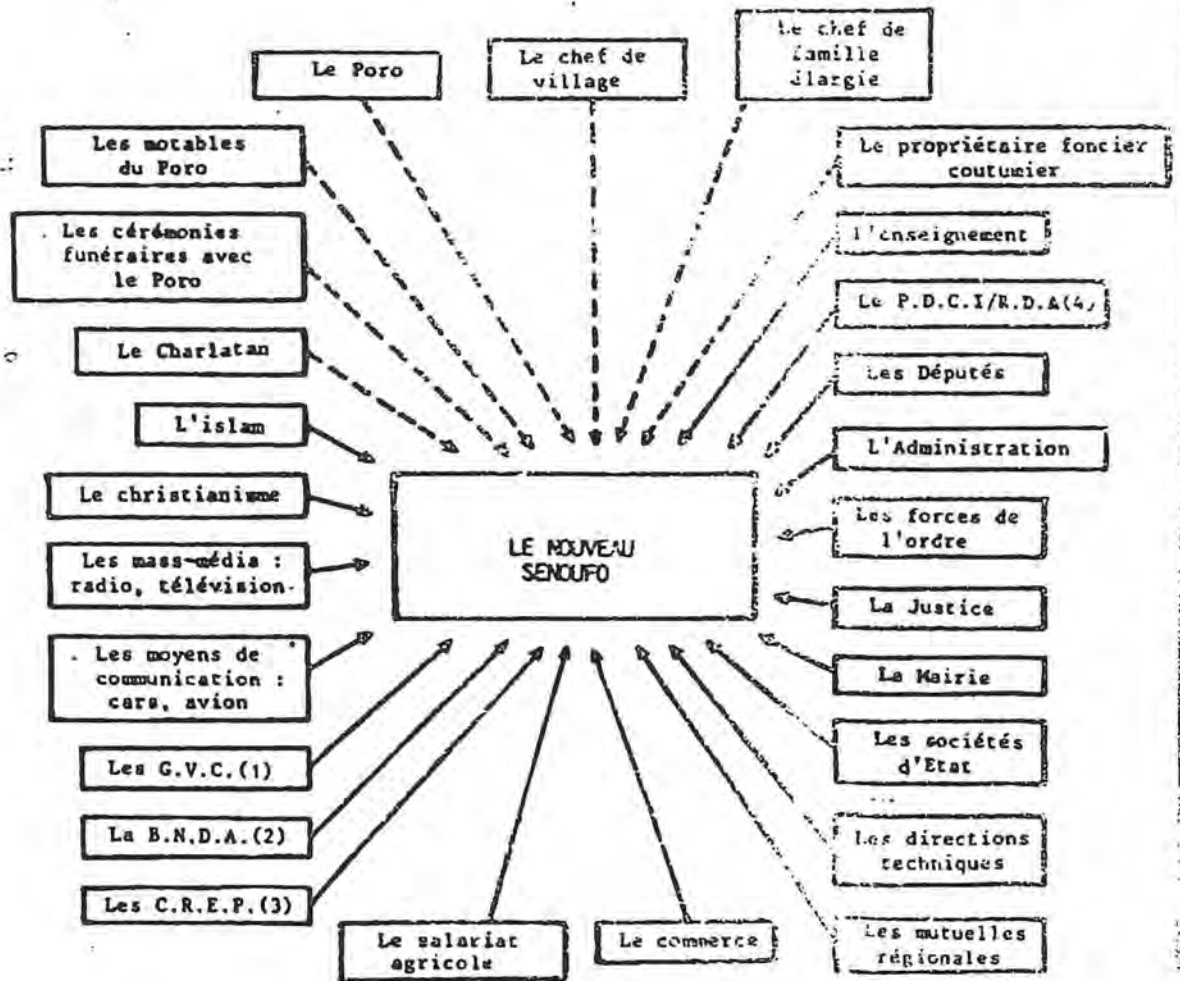 Le Poro
Le chef de
village
Le chef de
famille
élargie
Les notables
du Poro
Le propriétaire foncier
coutumier
Les cérémonies
funéraires avec
le Poro
l'enseignement
Le P.D.C.I/R.D.A(4)
Le Charlatan
Les Députés
L'islam
L'Administration
Le christianisme
LE NOUVEAU
SENOUFO
Les forces de
l'ordre
Les mass-média :
radio, télévision
La Justice
Les moyens de
communication :
cars, avion
La Mairie
Les G.V.C.(1)
Les sociétés
d'Etat
La B.N.D.A.(2)
Les directions
techniques
Les C.R.E.P.(3)
Le salariat
agricole
Le commerce
Les mutuelles
régionales